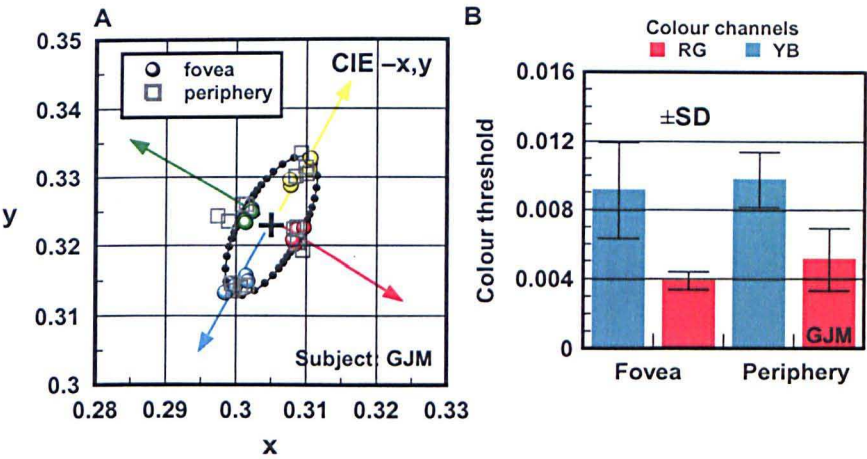 A
0.35
0.34
0.33
0.32
0.31
0.3
y
fovea
periphery
CIE –x,y
Subject: GJM
0.28 0.29 0.3 0.31 0.32 0.33
x
B
Colour channels
RG YB
0.016
0.012
0.008
0.004
0
Colour threshold
±SD
GJM
Fovea Periphery